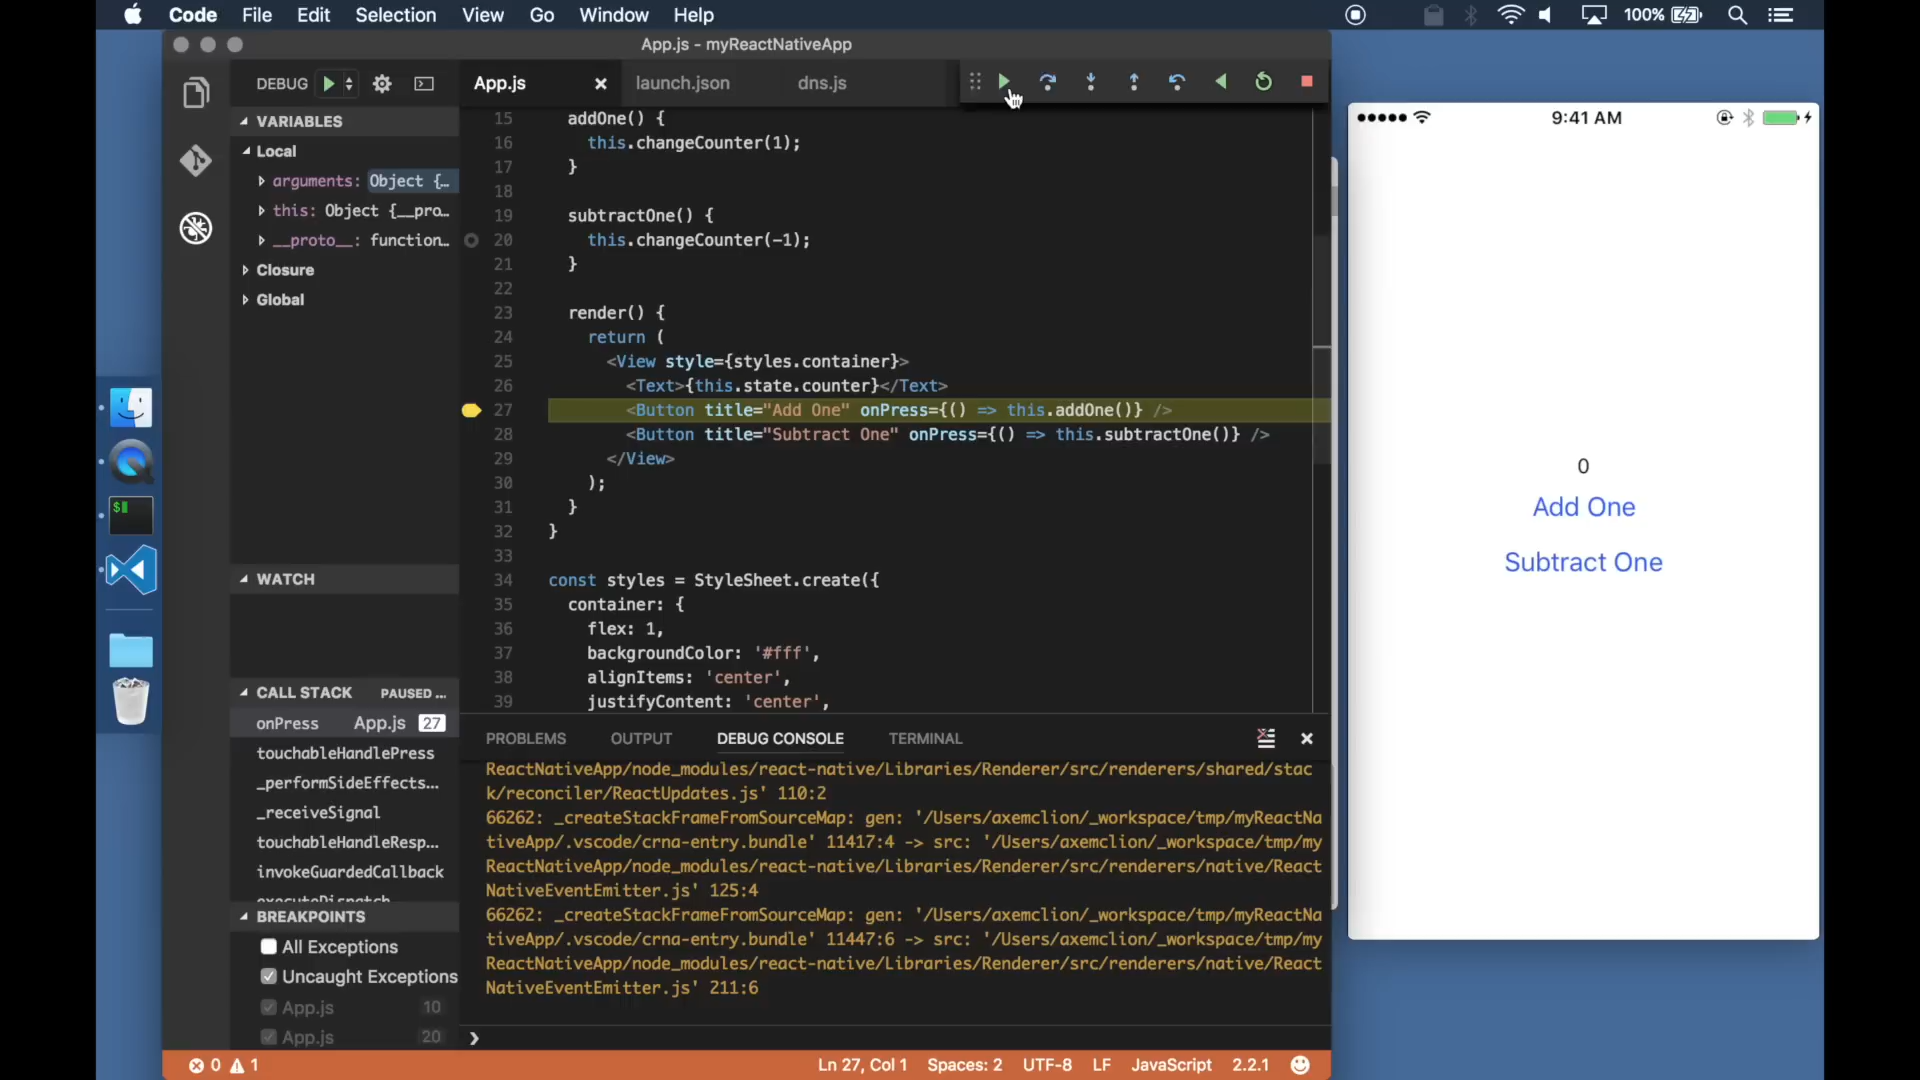 Code File Edit Selection View Go Window Help 100%
App.js - myReactNativeApp
DEBUG
App.js
launch.json
dns.js
VARIABLES
Local
arguments: Object {…
this: Object {__pro…
__proto__: function…
Closure
Global
WATCH
CALL STACK PAUSED ...
onPress App.js 27
touchableHandlePress
_performSideEffects…
_receiveSignal
touchableHandleResp…
invokeGuardedCallback
executeDispatch
BREAKPOINTS
All Exceptions
Uncaught Exceptions
App.js 10
App.js 20
15 addOne() {
16 this.changeCounter(1);
17 }
18
19 subtractOne() {
20 this.changeCounter(-1);
21 }
22
23 render() {
24 return (
25 <View style={styles.container}>
26 <Text>{this.state.counter}</Text>
27 <Button title="Add One" onPress={() => this.addOne()} />
28 <Button title="Subtract One" onPress={() => this.subtractOne()} />
29 </View>
30 );
31 }
32 }
33
34 const styles = StyleSheet.create({
35 container: {
36 flex: 1,
37 backgroundColor: '#fff',
38 alignItems: 'center',
39 justifyContent: 'center',
PROBLEMS OUTPUT DEBUG CONSOLE TERMINAL
ReactNativeApp/node_modules/react-native/Libraries/Renderer/src/renderers/shared/stac
k/reconciler/ReactUpdates.js' 110:2
66262: _createStackFrameFromSourceMap: gen: '/Users/axemclion/_workspace/tmp/myReactNa
tiveApp/.vscode/crna-entry.bundle' 11417:4 -> src: '/Users/axemclion/_workspace/tmp/my
ReactNativeApp/node_modules/react-native/Libraries/Renderer/src/renderers/native/React
NativeEventEmitter.js' 125:4
66262: _createStackFrameFromSourceMap: gen: '/Users/axemclion/_workspace/tmp/myReactNa
tiveApp/.vscode/crna-entry.bundle' 11447:6 -> src: '/Users/axemclion/_workspace/tmp/my
ReactNativeApp/node_modules/react-native/Libraries/Renderer/src/renderers/native/React
NativeEventEmitter.js' 211:6
0 1 Ln 27, Col 1 Spaces: 2 UTF-8 LF JavaScript 2.2.1
9:41 AM
0
Add One
Subtract One